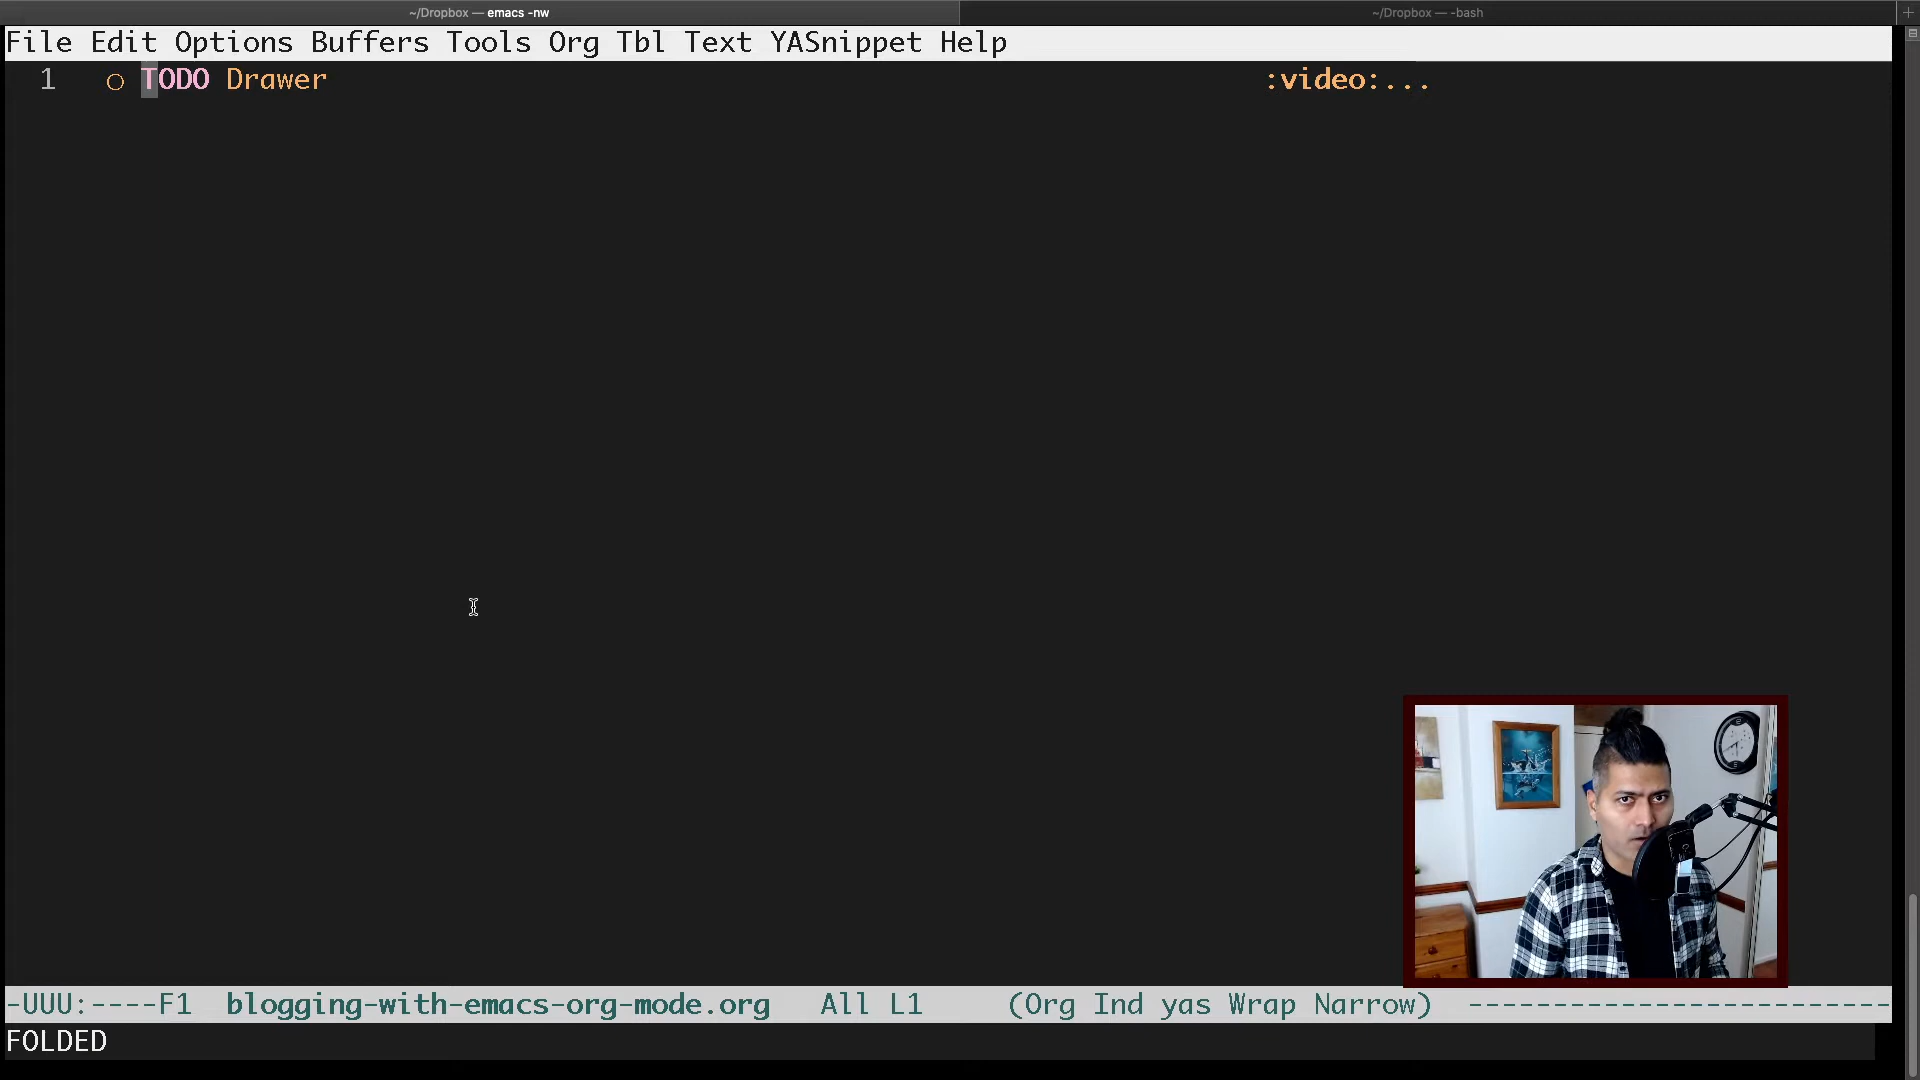 ~/Dropbox — emacs -nw
~/Dropbox — -bash
File Edit Options Buffers Tools Org Tbl Text YASnippet Help
1 ○ TODO Drawer :video:...
-UUU:----F1 blogging-with-emacs-org-mode.org All L1 (Org Ind yas Wrap Narrow) -------------------------
FOLDED